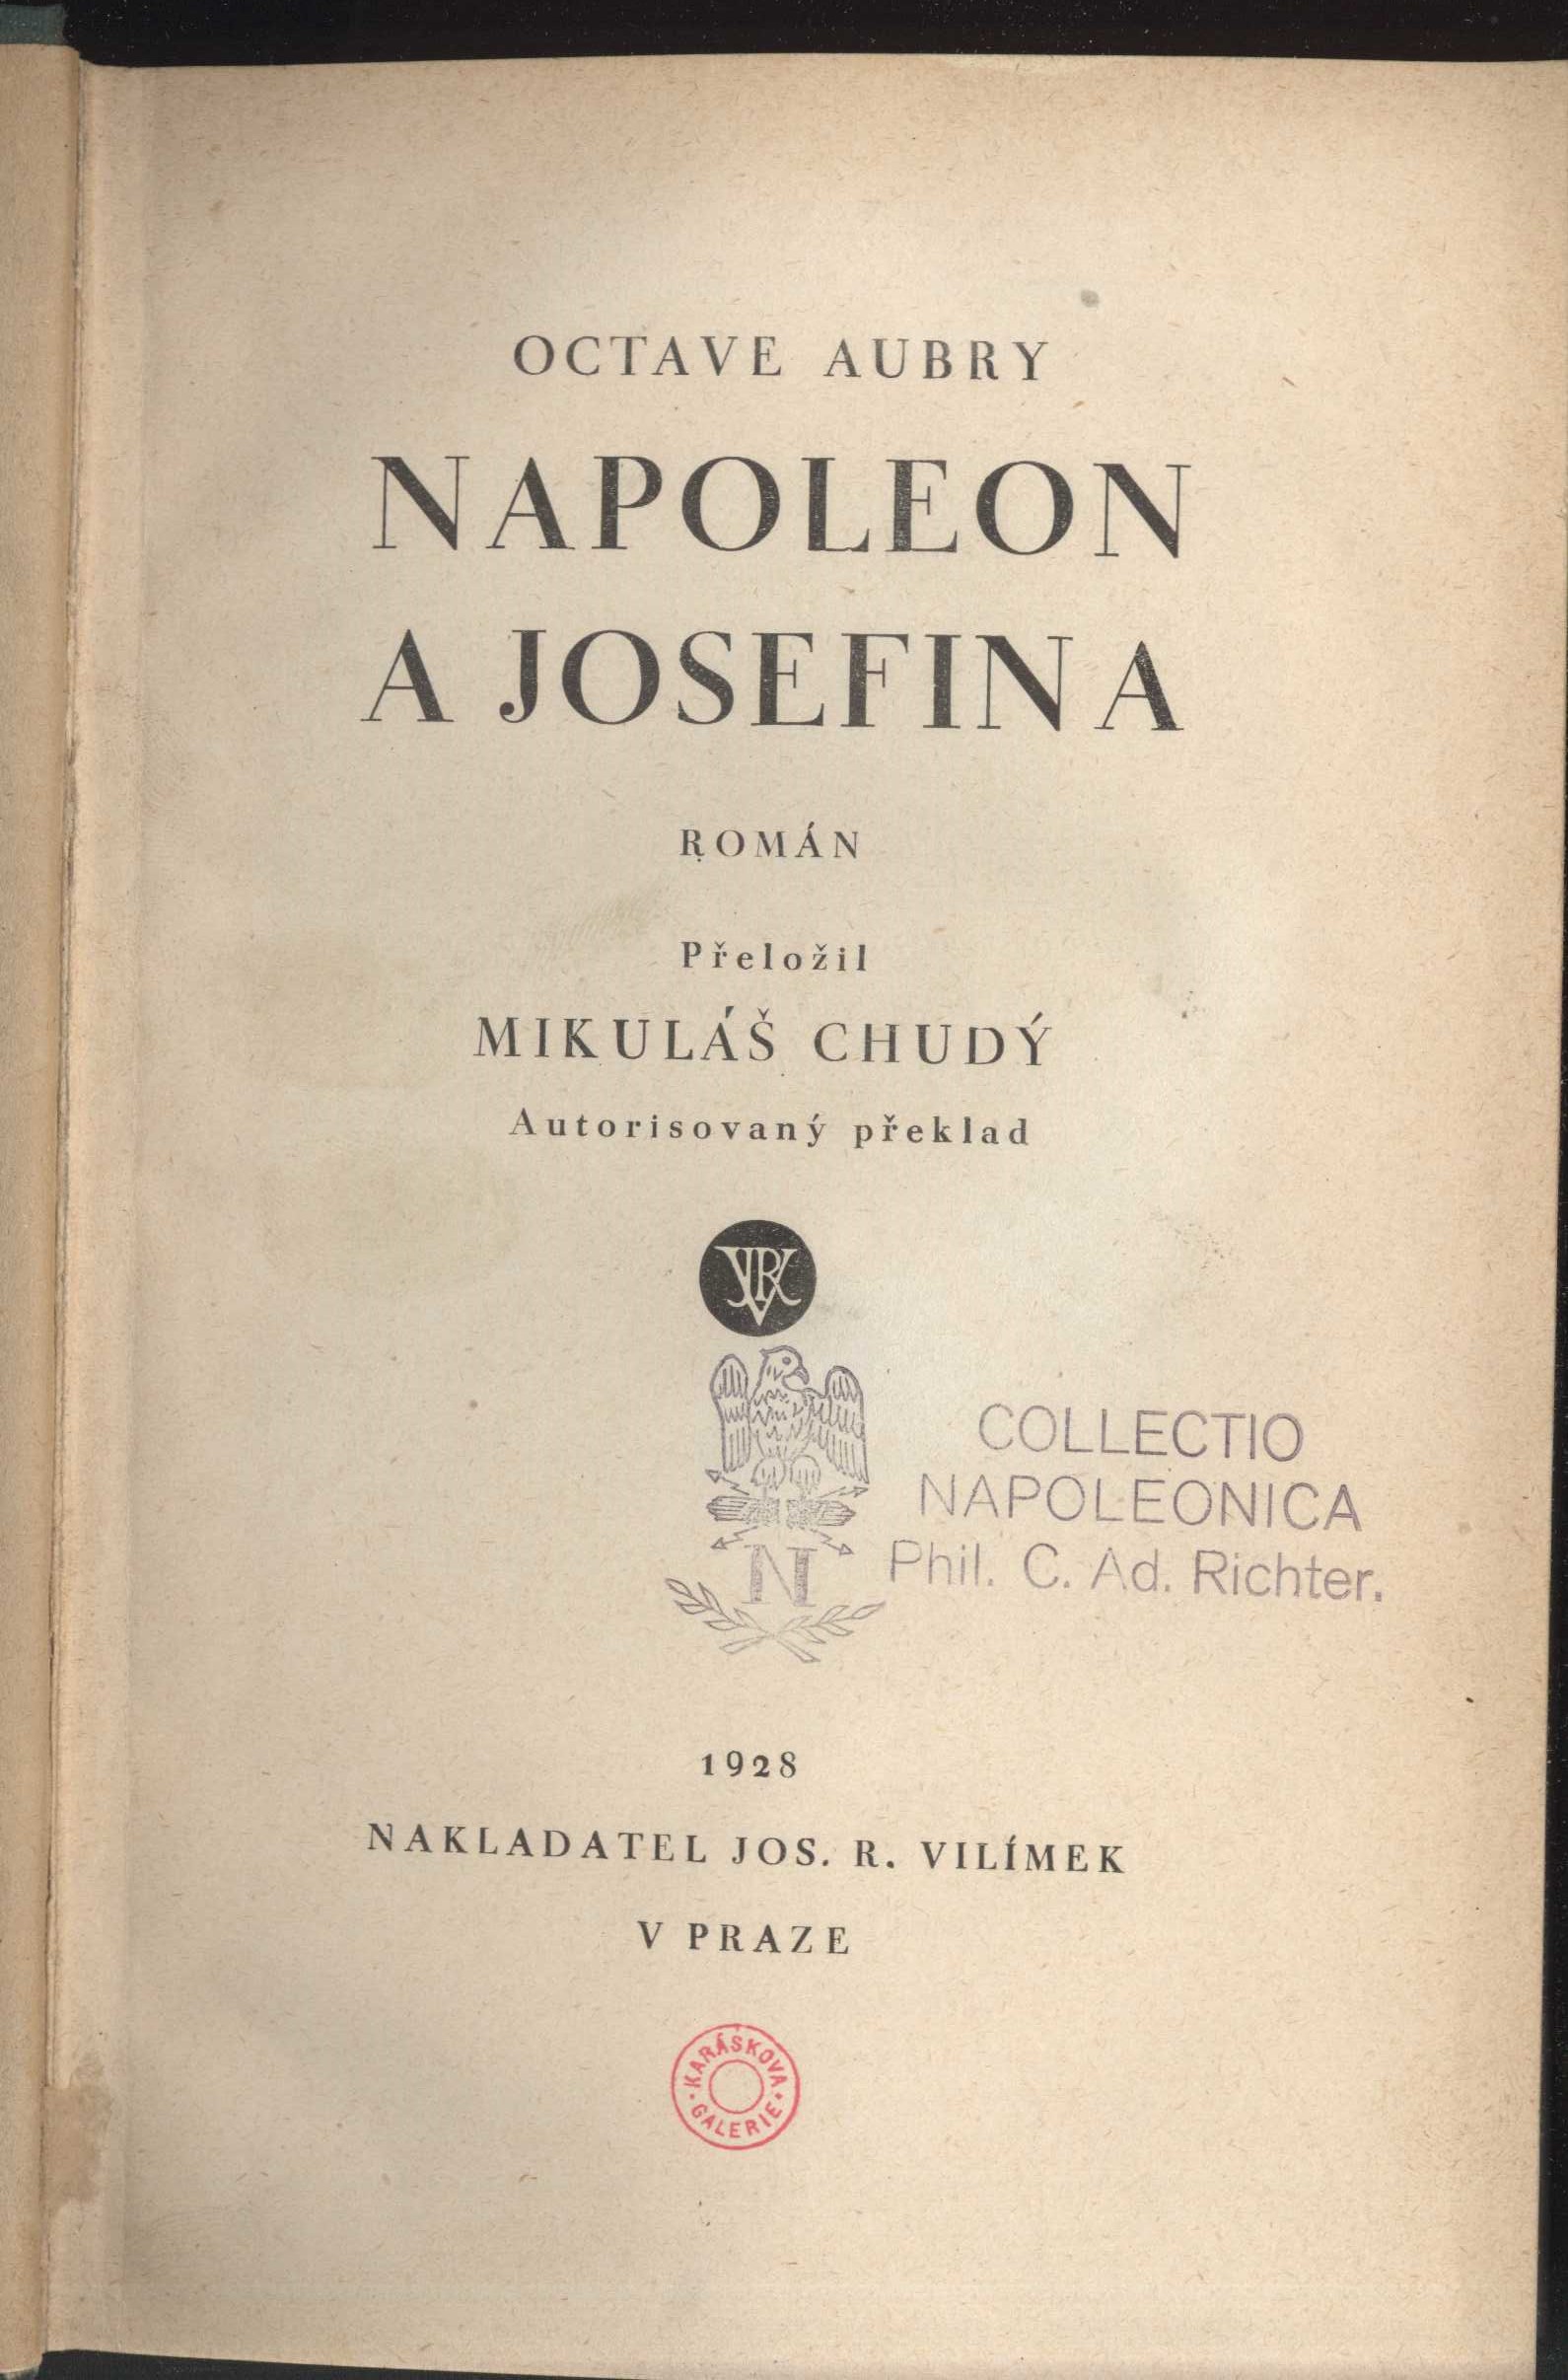 OCTAVE AUBRY
NAPOLEON
A JOSEFINA
ROMÁN
Přeložil
MIKULÁŠ CHUDÝ
Autorisovaný překlad
JRV
COLLECTIO
NAPOLEONICA
Phil. C. Ad. Richter.
N
1928
NAKLADATEL JOS. R. VILÍMEK
V PRAZE
KARÁSKOVA
GALERIE